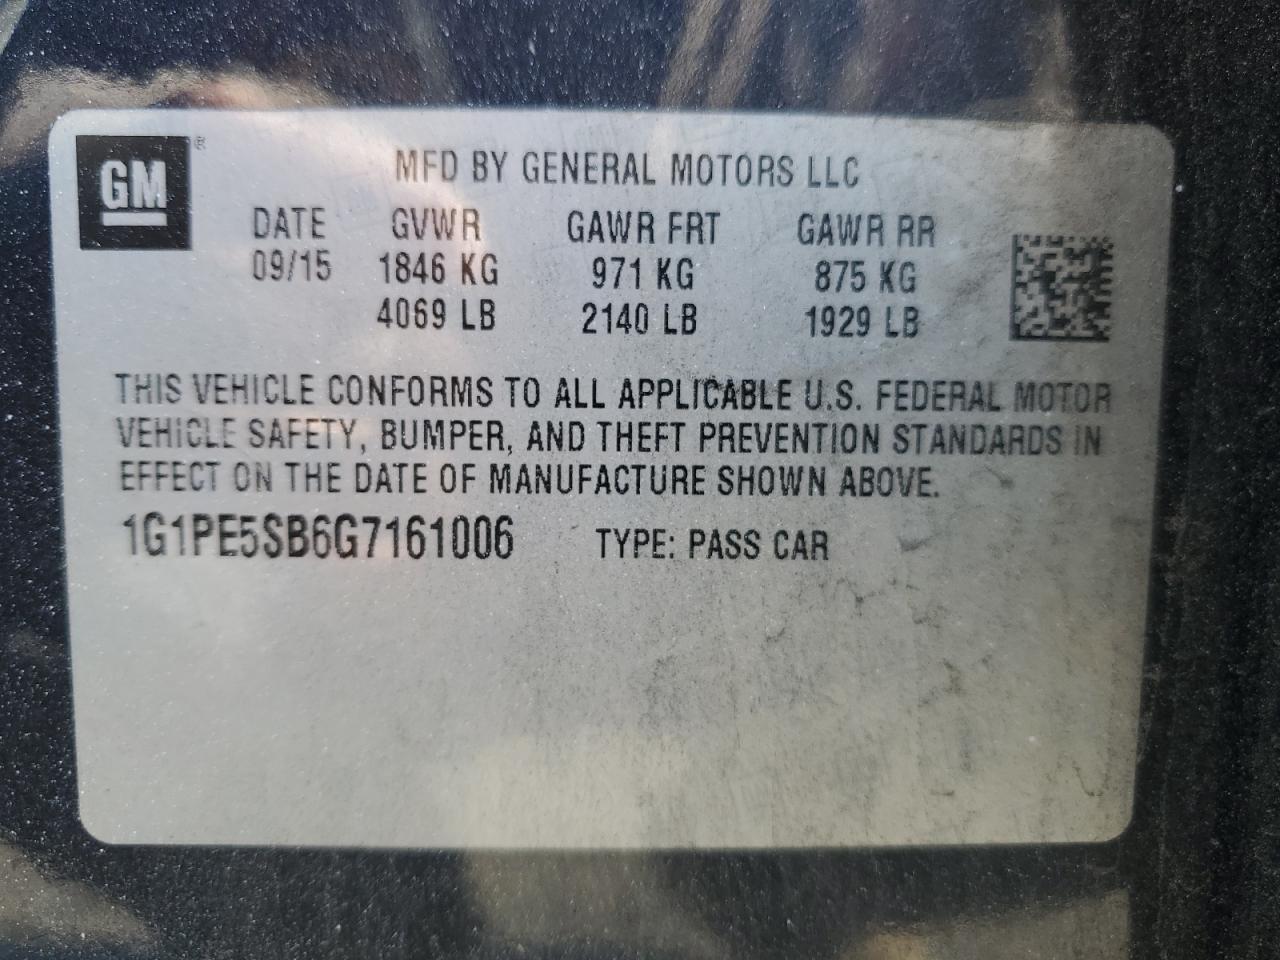 GM ®
MFD BY GENERAL MOTORS LLC
DATE GVWR GAWR FRT GAWR RR
09/15 1846 KG 971 KG 875 KG
4069 LB 2140 LB 1929 LB
THIS VEHICLE CONFORMS TO ALL APPLICABLE U.S. FEDERAL MOTOR
VEHICLE SAFETY, BUMPER, AND THEFT PREVENTION STANDARDS IN
EFFECT ON THE DATE OF MANUFACTURE SHOWN ABOVE.
1G1PE5SB6G7161006 TYPE: PASS CAR